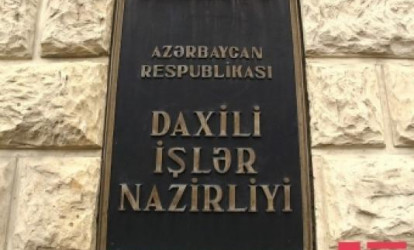 AZƏRBAYCAN
RESPUBLİKASI
DAXİLİ
İŞLƏR
NAZİRLİYİ